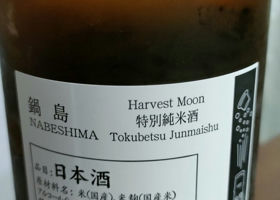 鍋島
NABESHIMA
Harvest Moon
特別純米酒
Tokubetsu Junmaishu
品目:日本酒
原材料名:米(国産)、米麹(国産米)